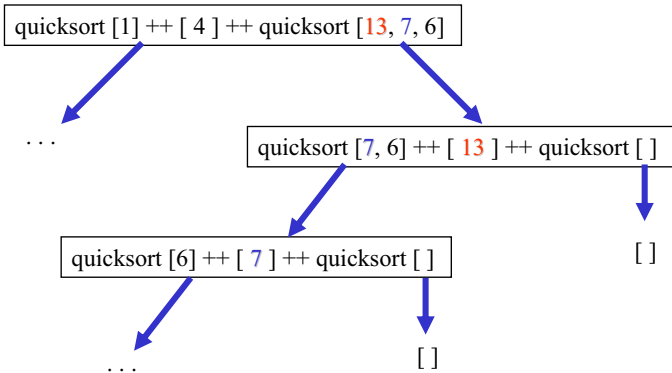 quicksort [1] ++ [ 4 ] ++ quicksort [13, 7, 6]
. . .
quicksort [7, 6] ++ [ 13 ] ++ quicksort [ ]
quicksort [6] ++ [ 7 ] ++ quicksort [ ]
[ ]
. . .
[ ]